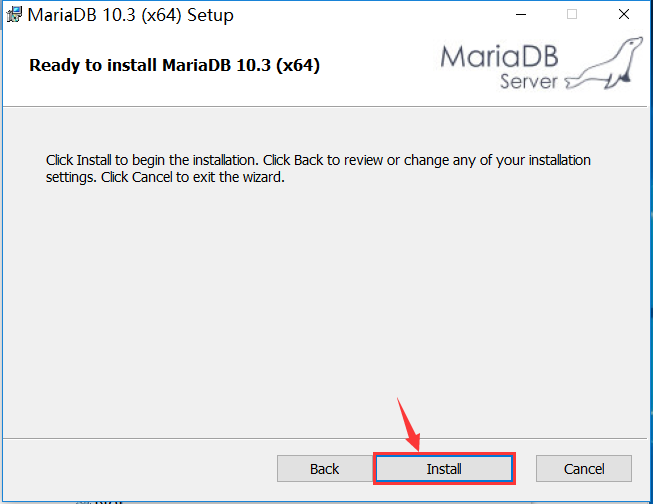 MariaDB 10.3 (x64) Setup
Ready to install MariaDB 10.3 (x64)
MariaDB
Server
Click Install to begin the installation. Click Back to review or change any of your installation
settings. Click Cancel to exit the wizard.
Back
Install
Cancel